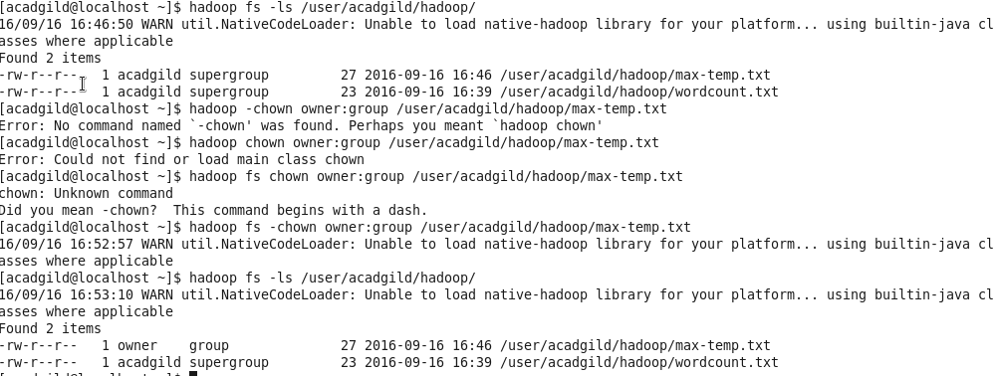 [acadgild@localhost ~]$ hadoop fs -ls /user/acadgild/hadoop/
16/09/16 16:46:50 WARN util.NativeCodeLoader: Unable to load native-hadoop library for your platform... using builtin-java cl
asses where applicable
Found 2 items
-rw-r--r--   1 acadgild supergroup         27 2016-09-16 16:46 /user/acadgild/hadoop/max-temp.txt
-rw-r--r--   1 acadgild supergroup         23 2016-09-16 16:39 /user/acadgild/hadoop/wordcount.txt
[acadgild@localhost ~]$ hadoop -chown owner:group /user/acadgild/hadoop/max-temp.txt
Error: No command named `-chown' was found. Perhaps you meant `hadoop chown'
[acadgild@localhost ~]$ hadoop chown owner:group /user/acadgild/hadoop/max-temp.txt
Error: Could not find or load main class chown
[acadgild@localhost ~]$ hadoop fs chown owner:group /user/acadgild/hadoop/max-temp.txt
chown: Unknown command
Did you mean -chown?  This command begins with a dash.
[acadgild@localhost ~]$ hadoop fs -chown owner:group /user/acadgild/hadoop/max-temp.txt
16/09/16 16:52:57 WARN util.NativeCodeLoader: Unable to load native-hadoop library for your platform... using builtin-java cl
asses where applicable
[acadgild@localhost ~]$ hadoop fs -ls /user/acadgild/hadoop/
16/09/16 16:53:10 WARN util.NativeCodeLoader: Unable to load native-hadoop library for your platform... using builtin-java cl
asses where applicable
Found 2 items
-rw-r--r--   1 owner    group              27 2016-09-16 16:46 /user/acadgild/hadoop/max-temp.txt
-rw-r--r--   1 acadgild supergroup         23 2016-09-16 16:39 /user/acadgild/hadoop/wordcount.txt
[acadgild@localhost ~]$